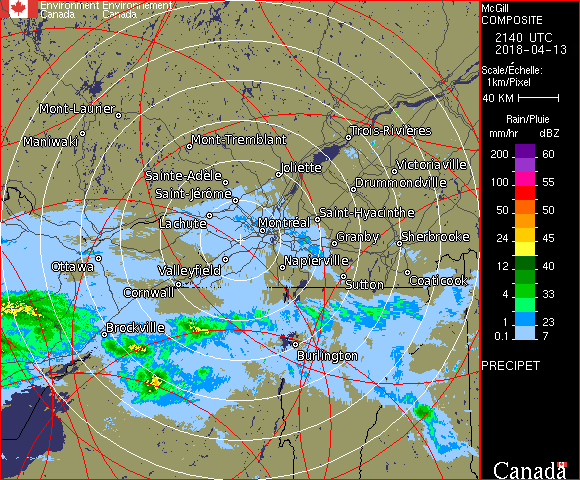 Environment Environnement
Canada Canada
McGill
COMPOSITE
2140 UTC
2018-04-13
Scale/Échelle:
1km/Pixel
40 KM
Rain/Pluie
mm/hr dBZ
200 60
100 55
50 50
24 45
12 40
8 33
4 33
1 23
0.1 7
PRECIPET
Canada
Mont-Laurier
Maniwaki
Mont-Tremblant
Trois-Rivières
Sainte-Adèle
Joliette
Victoriaville
Saint-Jérôme
Drummondville
Lachute
Montréal
Saint-Hyacinthe
Granby
Sherbrooke
Ottawa
Valleyfield
Napierville
Cornwall
Sutton
Coaticook
Brockville
Burlington